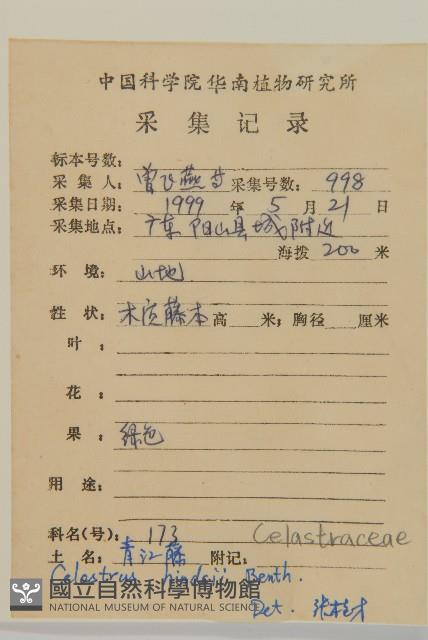 中国科学院华南植物研究所
采集记录
标本号数:
采集人: 曾飞燕等 采集号数: 998
采集日期: 1999 年 5 月 21 日
采集地点: 广东阳山县城附近
海拨 200 米
环境: 山地
性状: 木质藤本 高 米; 胸径 厘米
叶:
花:
果: 绿色
用途:
科名(号): 173 Celastraceae
土名: 青江藤 附记:
Celastrus hindsii Benth.
國立自然科學博物館
NATIONAL MUSEUM OF NATURAL SCIENCE
Det. 张桂才